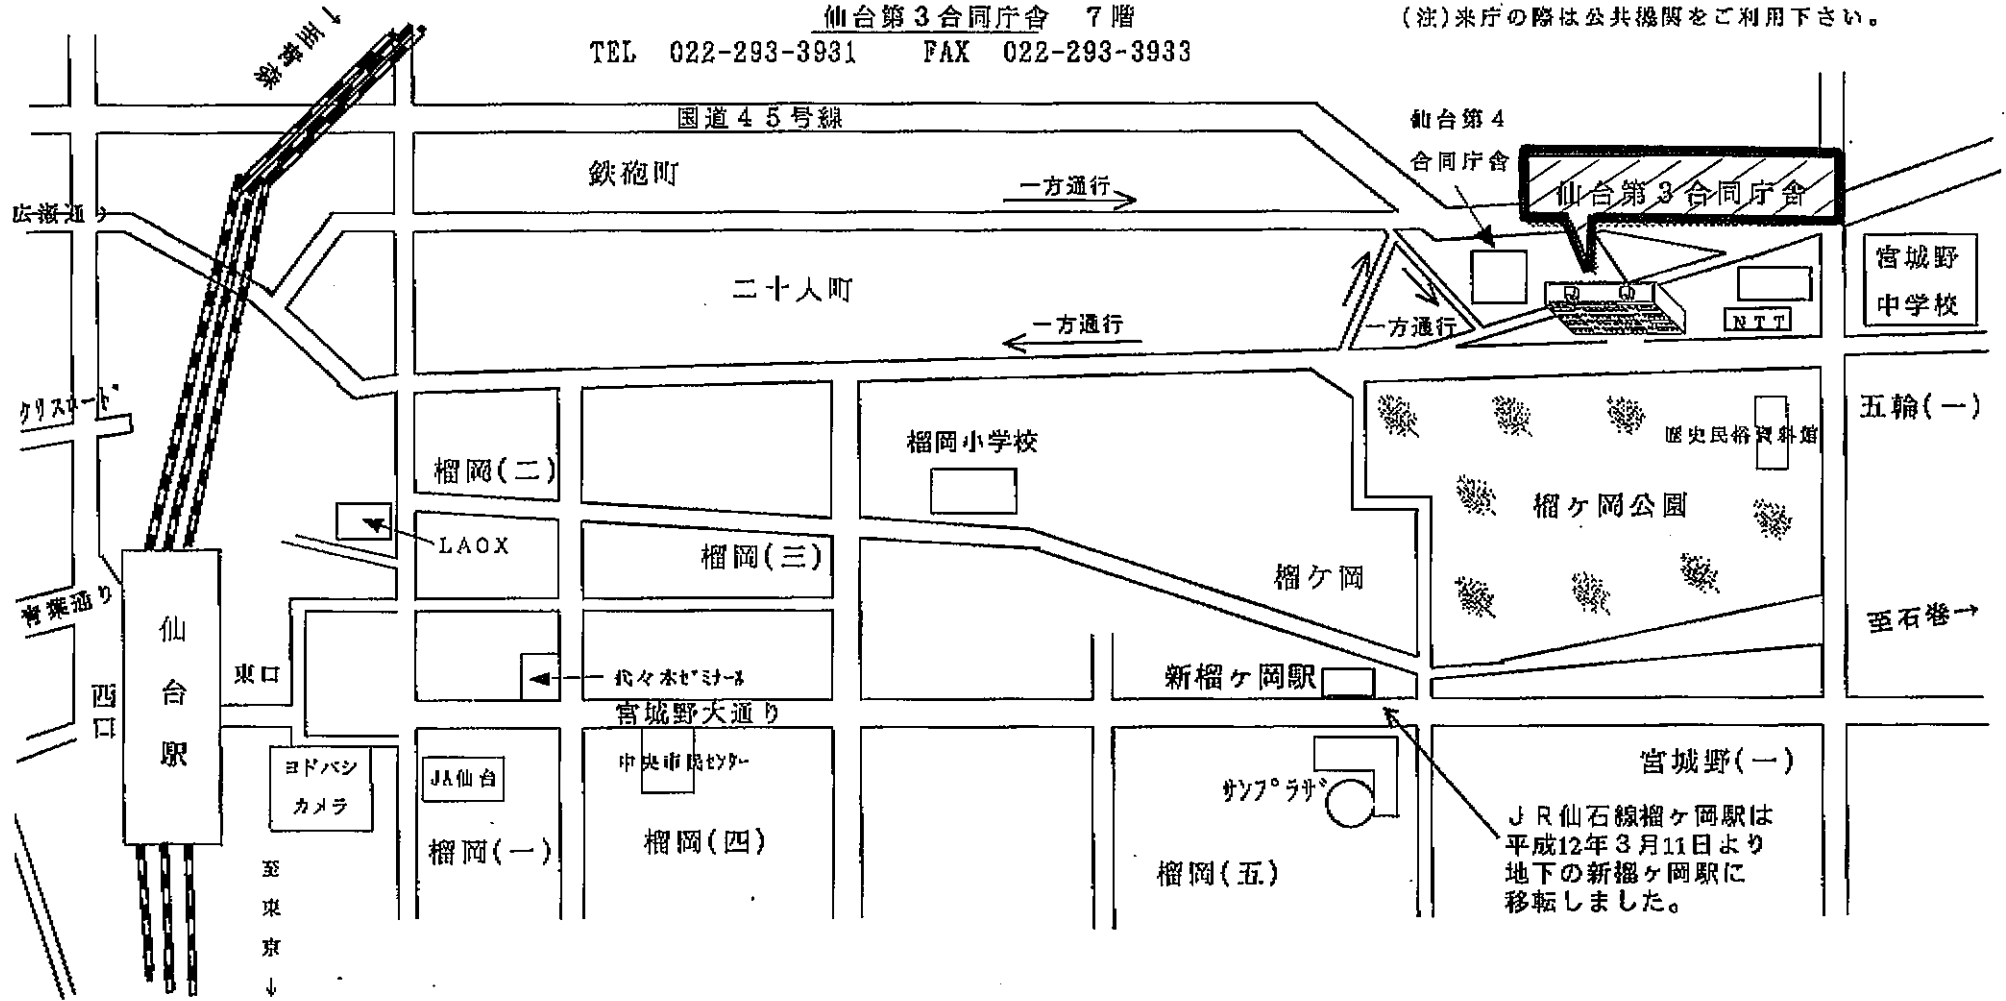 仙台第3合同庁舎　7階
(注)来庁の際は公共機関をご利用下さい。
TEL　022-293-3931　　FAX　022-293-3933
国道45号線
仙台第4
合同庁舎
鉄砲町
一方通行
仙台第3合同庁舎
広瀬通り
宮城野
中学校
二十人町
一方通行
一方通行
NTT
クリスロード
五輪(一)
歴史民俗資料館
榴岡小学校
榴岡(二)
榴ケ岡公園
LAOX
榴岡(三)
榴ケ岡
青葉通り
至石巻→
仙台駅
東口
西口
代々木ゼミナール
新榴ヶ岡駅
宮城野大通り
ヨドバシ
カメラ
JA仙台
中央市民センター
サンプラザ
宮城野(一)
榴岡(一)
榴岡(四)
榴岡(五)
JR仙石線榴ヶ岡駅は
平成12年3月11日より
地下の新榴ヶ岡駅に
移転しました。
至東京↓